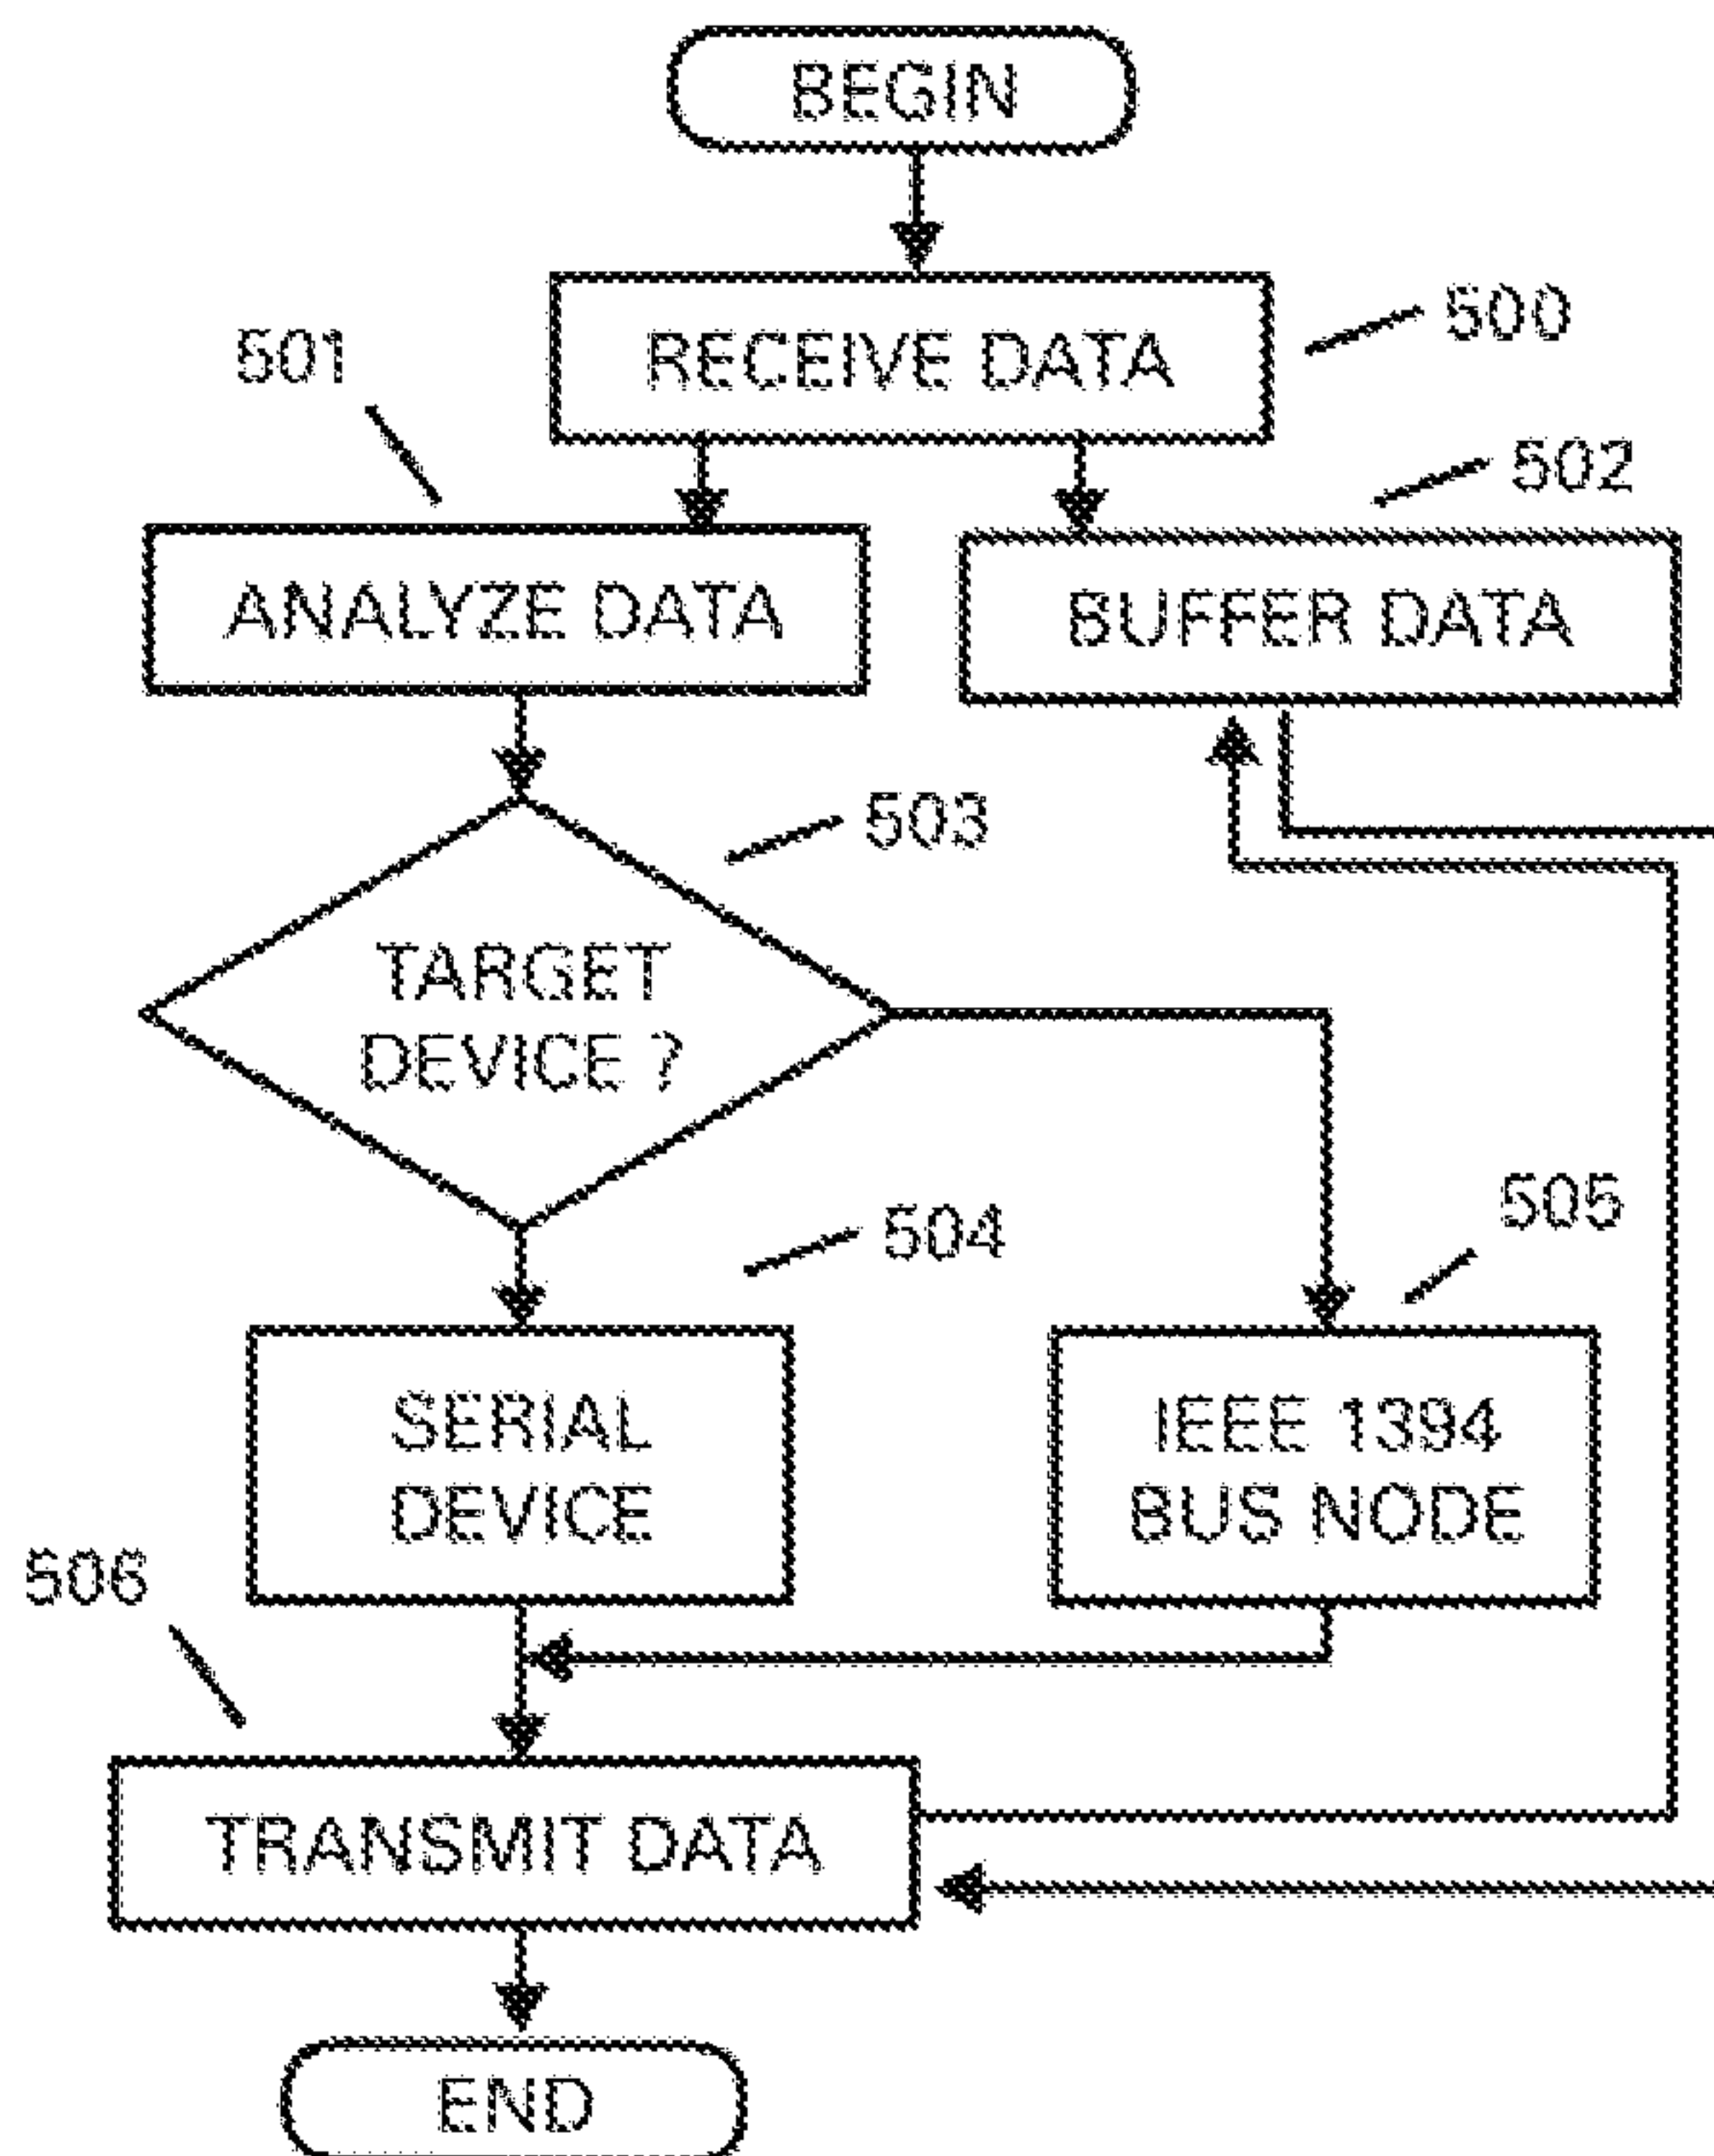 BEGIN
RECEIVE DATA
500
501
502
ANALYZE DATA
BUFFER DATA
503
TARGET
DEVICE ?
504
505
SERIAL
DEVICE
IEEE 1394
BUS NODE
506
TRANSMIT DATA
END